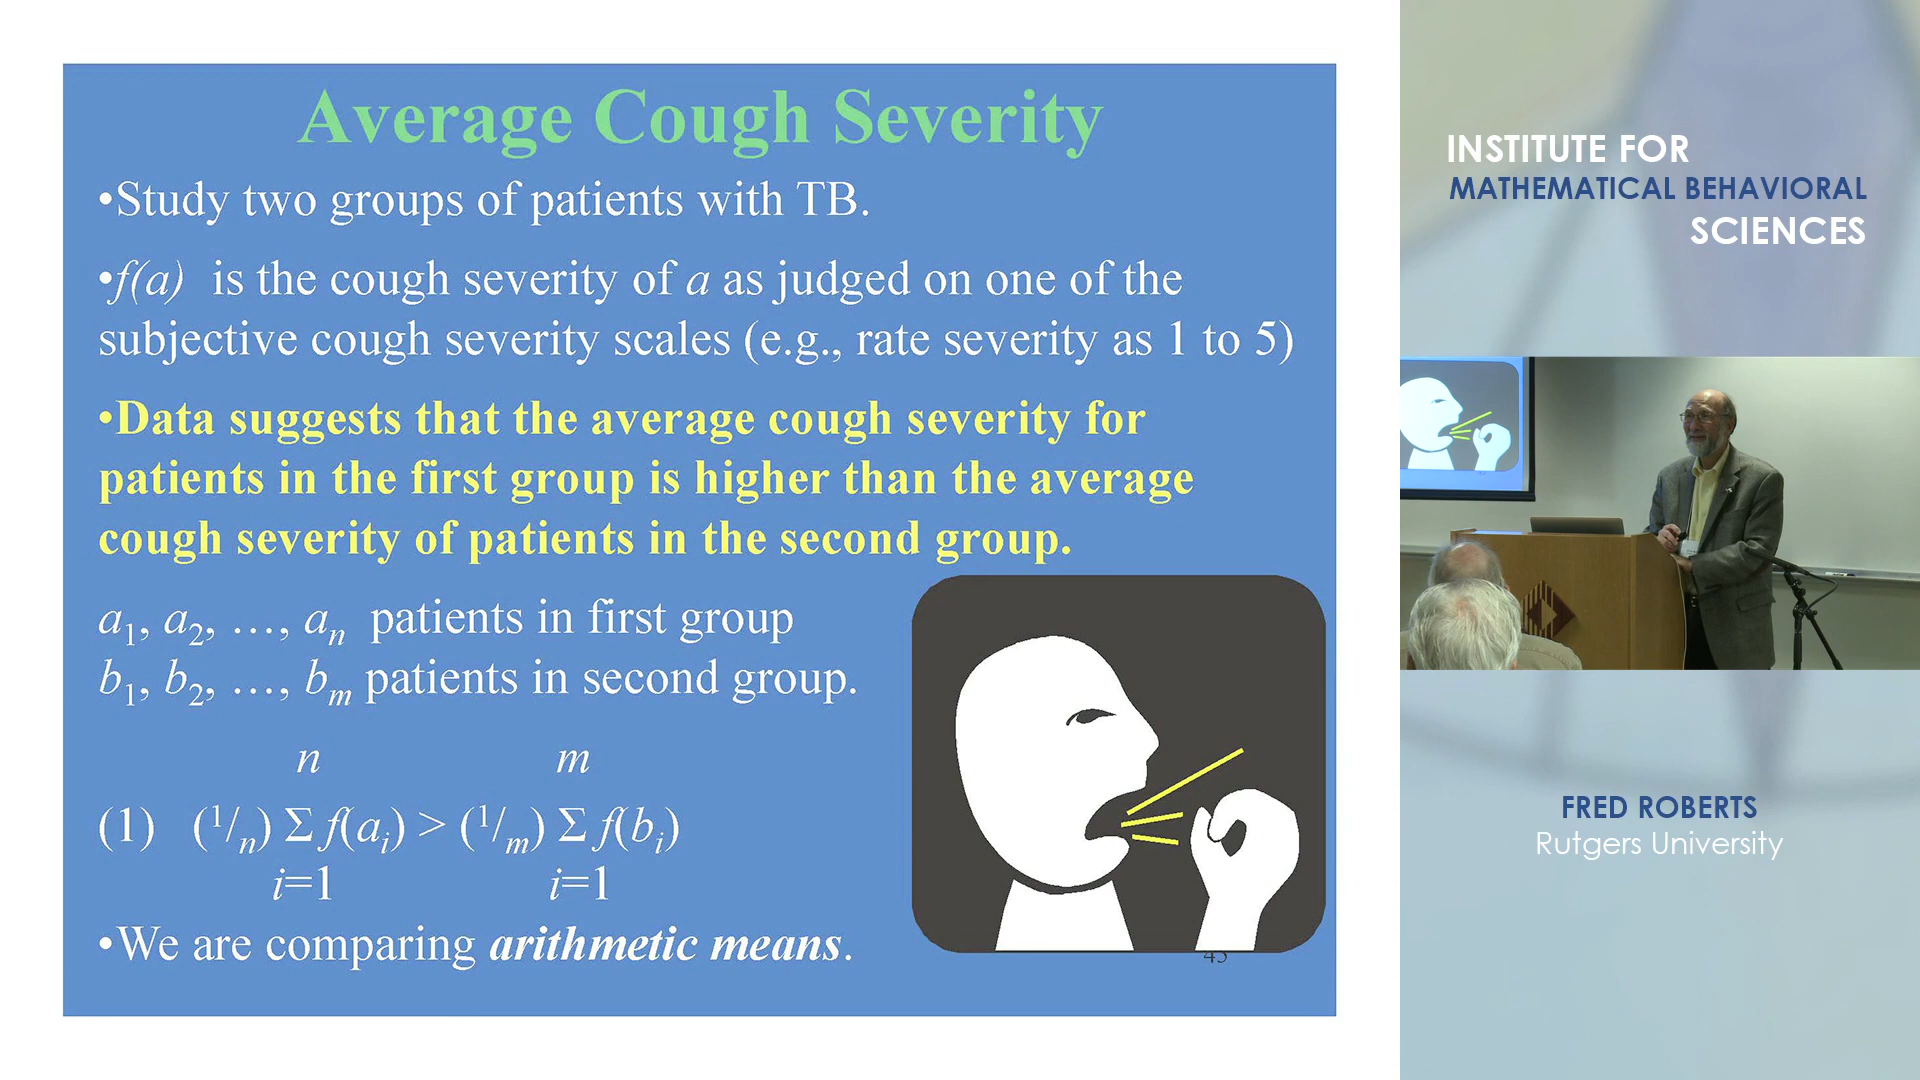 Average Cough Severity
•Study two groups of patients with TB.
•f(a) is the cough severity of a as judged on one of the
subjective cough severity scales (e.g., rate severity as 1 to 5)
•Data suggests that the average cough severity for
patients in the first group is higher than the average
cough severity of patients in the second group.
a₁, a₂, …, aₙ patients in first group
b₁, b₂, …, bₘ patients in second group.
n m
(1) (¹/ₙ) Σ f(aᵢ) > (¹/ₘ) Σ f(bᵢ)
i=1 i=1
•We are comparing arithmetic means.
INSTITUTE FOR
MATHEMATICAL BEHAVIORAL
SCIENCES
FRED ROBERTS
Rutgers University